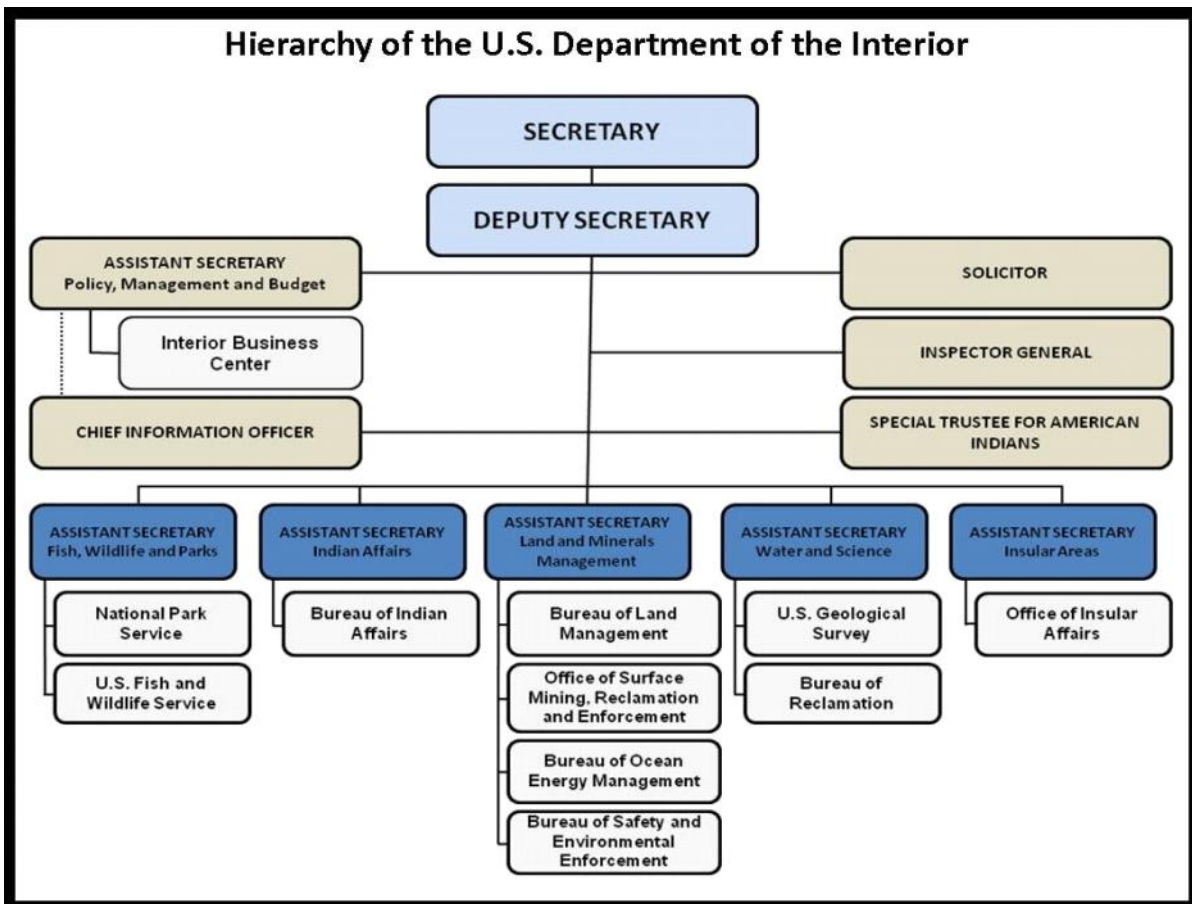 Hierarchy of the U.S. Department of the Interior
SECRETARY
DEPUTY SECRETARY
ASSISTANT SECRETARY
Policy, Management and Budget
SOLICITOR
Interior Business
Center
INSPECTOR GENERAL
CHIEF INFORMATION OFFICER
SPECIAL TRUSTEE FOR AMERICAN
INDIANS
ASSISTANT SECRETARY
Fish, Wildlife and Parks
National Park
Service
U.S. Fish and
Wildlife Service
ASSISTANT SECRETARY
Indian Affairs
Bureau of Indian
Affairs
ASSISTANT SECRETARY
Land and Minerals
Management
Bureau of Land
Management
Office of Surface
Mining, Reclamation
and Enforcement
Bureau of Ocean
Energy Management
Bureau of Safety and
Environmental
Enforcement
ASSISTANT SECRETARY
Water and Science
U.S. Geological
Survey
Bureau of
Reclamation
ASSISTANT SECRETARY
Insular Areas
Office of Insular
Affairs